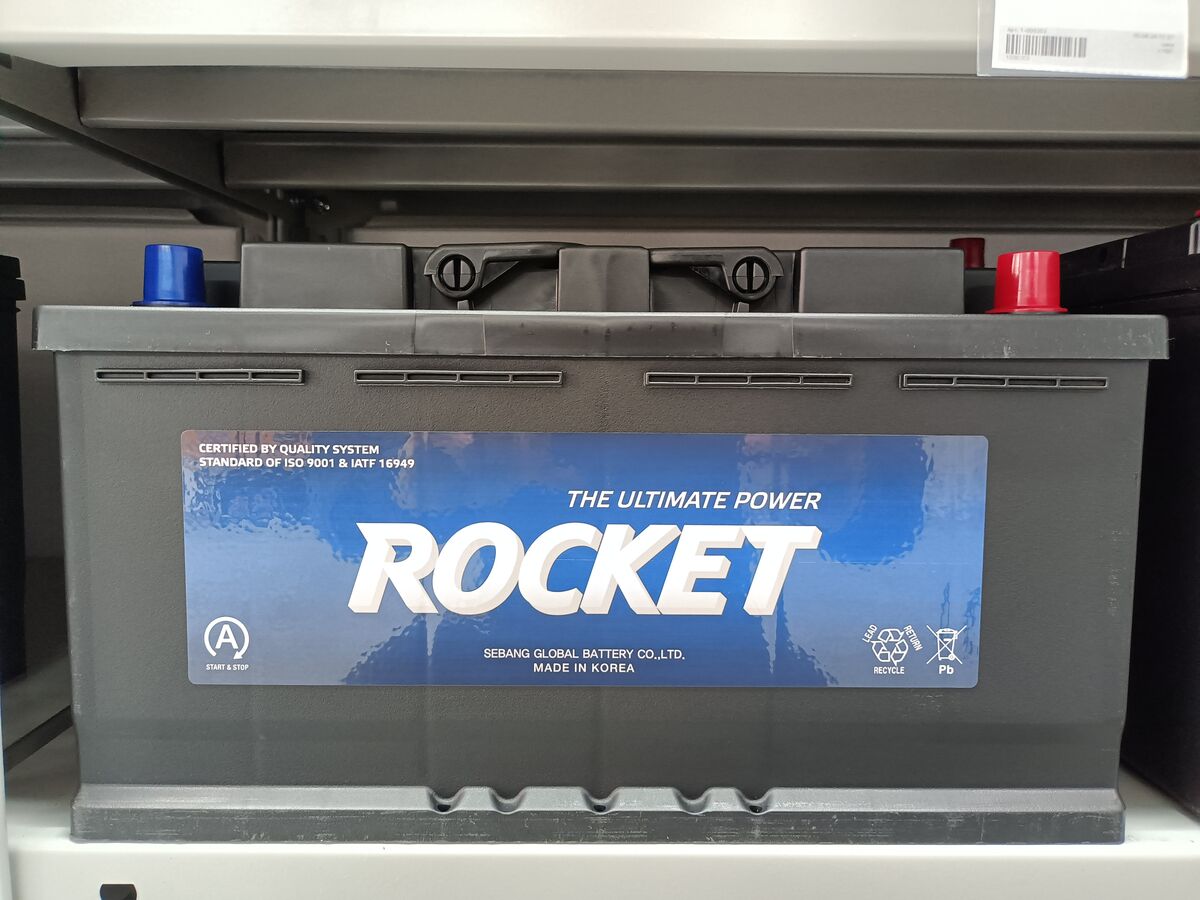 CERTIFIED BY QUALITY SYSTEM
STANDARD OF ISO 9001 & IATF 16949
THE ULTIMATE POWER
ROCKET
A
START & STOP
SEBANG GLOBAL BATTERY CO.,LTD.
MADE IN KOREA
LEAD
RETURN
RECYCLE
Pb